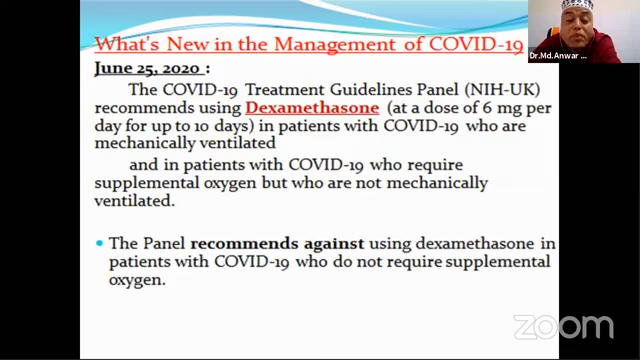 What's New in the Management of COVID-19
June 25, 2020 :
The COVID-19 Treatment Guidelines Panel (NIH-UK)
recommends using Dexamethasone (at a dose of 6 mg per
day for up to 10 days) in patients with COVID-19 who are
mechanically ventilated
and in patients with COVID-19 who require
supplemental oxygen but who are not mechanically
ventilated.
• The Panel recommends against using dexamethasone in
patients with COVID-19 who do not require supplemental
oxygen.
Dr.Md.Anwar ...
zoom